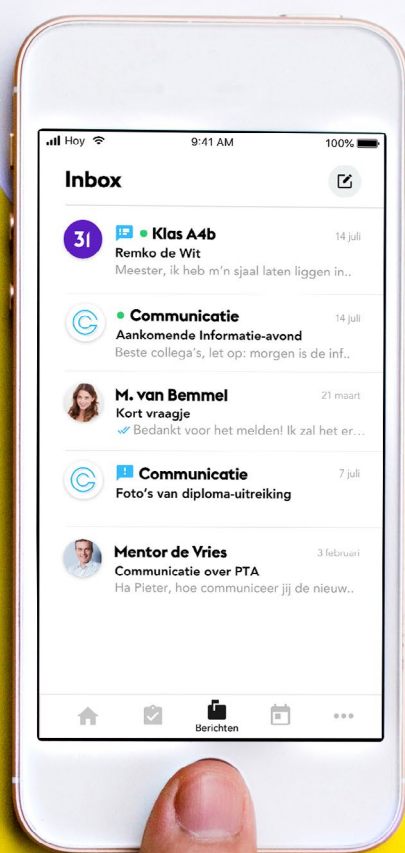 Hoy
9:41 AM
100%
Inbox
31
Klas A4b
14 juli
Remko de Wit
Meester, ik heb m'n sjaal laten liggen in..
Communicatie
14 juli
Aankomende Informatie-avond
Beste collega's, let op: morgen is de inf..
M. van Bemmel
21 maart
Kort vraagje
Bedankt voor het melden! Ik zal het er...
Communicatie
7 juli
Foto's van diploma-uitreiking
Mentor de Vries
3 februari
Communicatie over PTA
Ha Pieter, hoe communiceer jij de nieuw..
Berichten